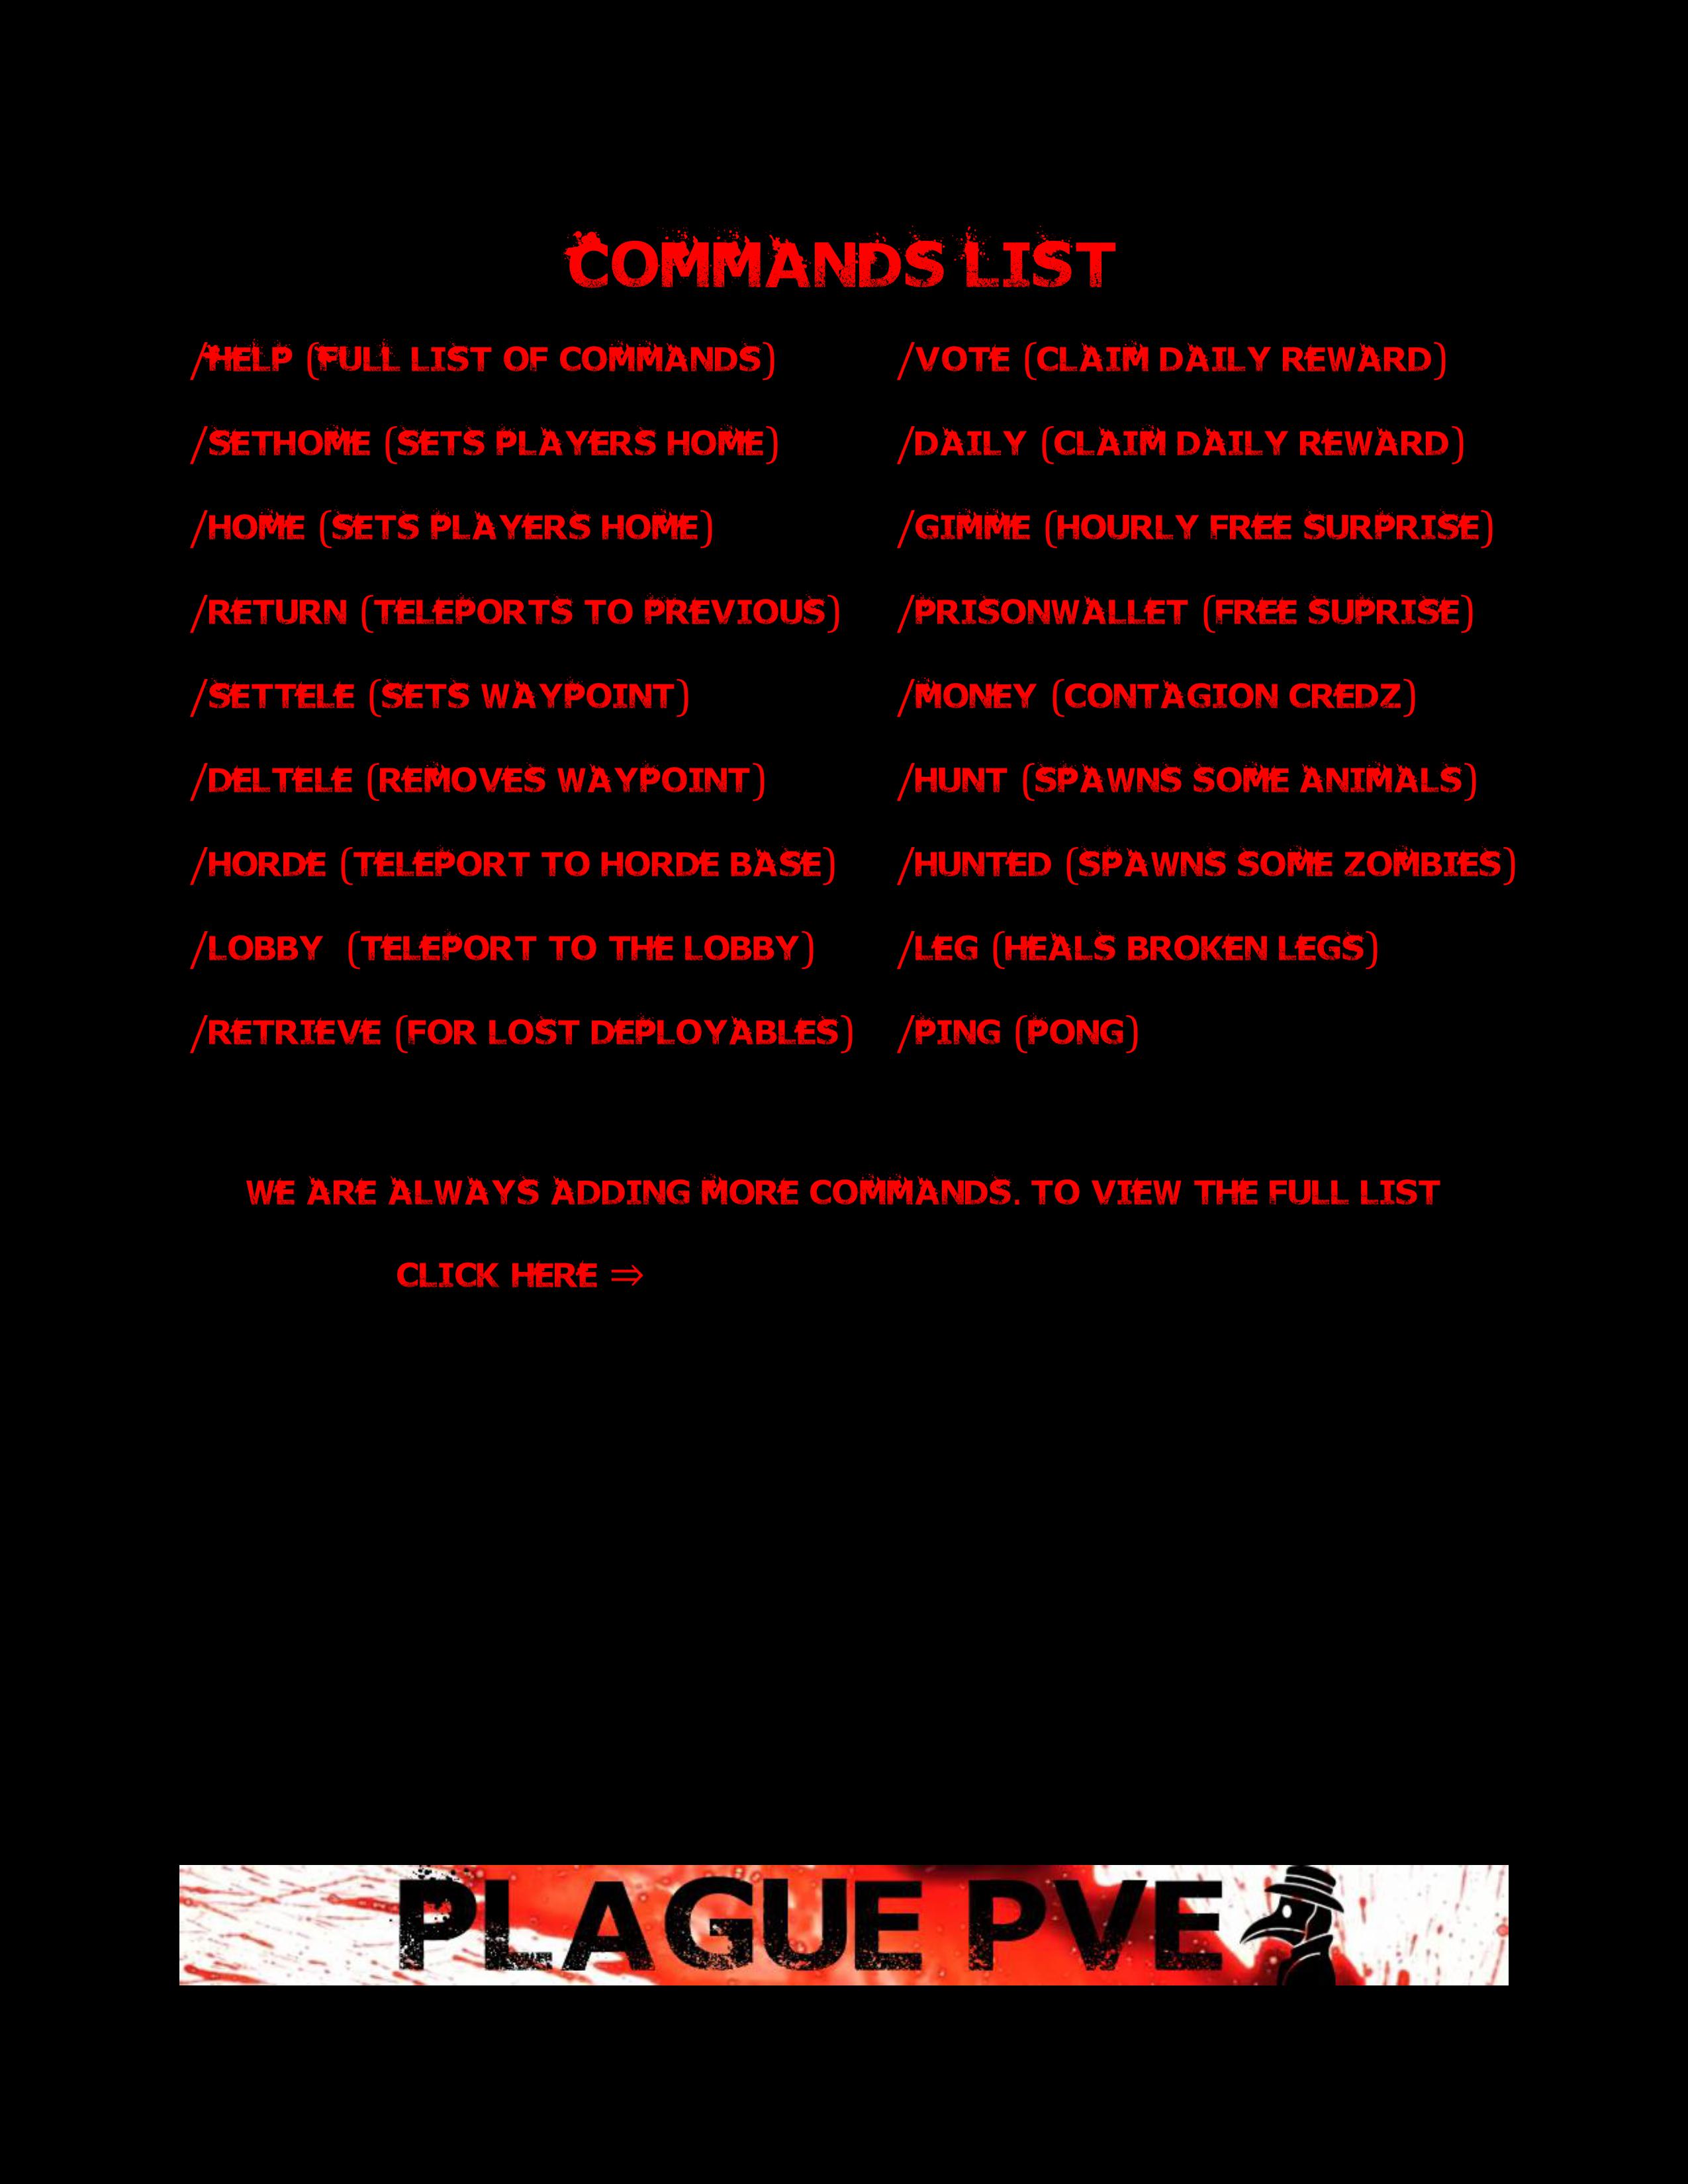 COMMANDS LIST
/HELP (FULL LIST OF COMMANDS)
/SETHOME (SETS PLAYERS HOME)
/HOME (SETS PLAYERS HOME)
/RETURN (TELEPORTS TO PREVIOUS)
/SETTELE (SETS WAYPOINT)
/DELTELE (REMOVES WAYPOINT)
/HORDE (TELEPORT TO HORDE BASE)
/LOBBY (TELEPORT TO THE LOBBY)
/RETRIEVE (FOR LOST DEPLOYABLES)
/VOTE (CLAIM DAILY REWARD)
/DAILY (CLAIM DAILY REWARD)
/GIMME (HOURLY FREE SURPRISE)
/PRISONWALLET (FREE SUPRISE)
/MONEY (CONTAGION CREDZ)
/HUNT (SPAWNS SOME ANIMALS)
/HUNTED (SPAWNS SOME ZOMBIES)
/LEG (HEALS BROKEN LEGS)
/PING (PONG)
WE ARE ALWAYS ADDING MORE COMMANDS. TO VIEW THE FULL LIST
CLICK HERE ⇒
PLAGUE PVE